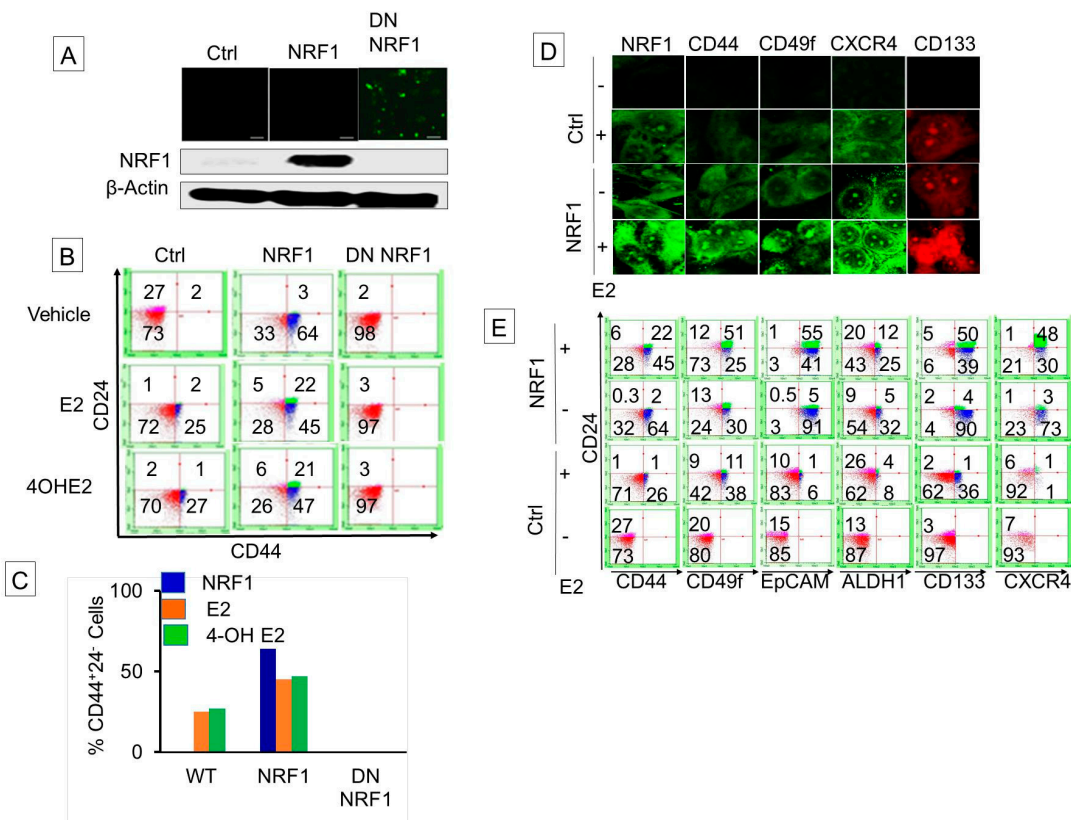 A
Ctrl
NRF1
DN
NRF1
NRF1
β-Actin
B
Ctrl
NRF1
DN NRF1
Vehicle
27 2
73
3
33 64
2
98
E2
1 2
72 25
5 22
28 45
3
97
4OHE2
2 1
70 27
6 21
26 47
3
97
CD24
CD44
C
100
50
0
% CD44⁺24⁻ Cells
NRF1
E2
4-OH E2
WT
NRF1
DN
NRF1
D
NRF1 CD44 CD49f CXCR4 CD133
Ctrl
-
+
NRF1
-
+
E2
E
CD24
NRF1
+
6 22 12 51 1 55 20 12 5 50 1 48
28 45 73 25 3 41 43 25 6 39 21 30
-
0.3 2 13 0.5 5 9 5 2 4 1 3
32 64 24 30 3 91 54 32 4 90 23 73
Ctrl
+
1 1 9 11 10 1 26 4 2 1 6 1
71 26 42 38 83 6 62 8 62 36 92 1
-
27 20 15 13 3 7
73 80 85 87 97 93
E2
CD44 CD49f EpCAM ALDH1 CD133 CXCR4